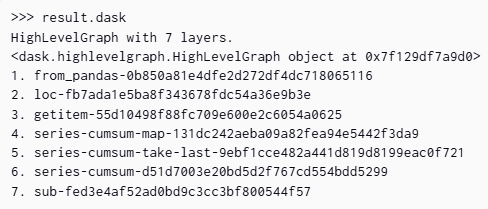 >>> result.dask
HighLevelGraph with 7 layers.
<dask.highlevelgraph.HighLevelGraph object at 0x7f129df7a9d0>
1. from_pandas-0b850a81e4dfe2d272df4dc718065116
2. loc-fb7ada1e5ba8f343678fdc54a36e9b3e
3. getitem-55d10498f88fc709e600e2c6054a0625
4. series-cumsum-map-131dc242aeba09a82fea94e5442f3da9
5. series-cumsum-take-last-9ebf1cce482a441d819d8199eac0f721
6. series-cumsum-d51d7003e20bd5d2f767cd554bdd5299
7. sub-fed3e4af52ad0bd9c3cc3bf800544f57